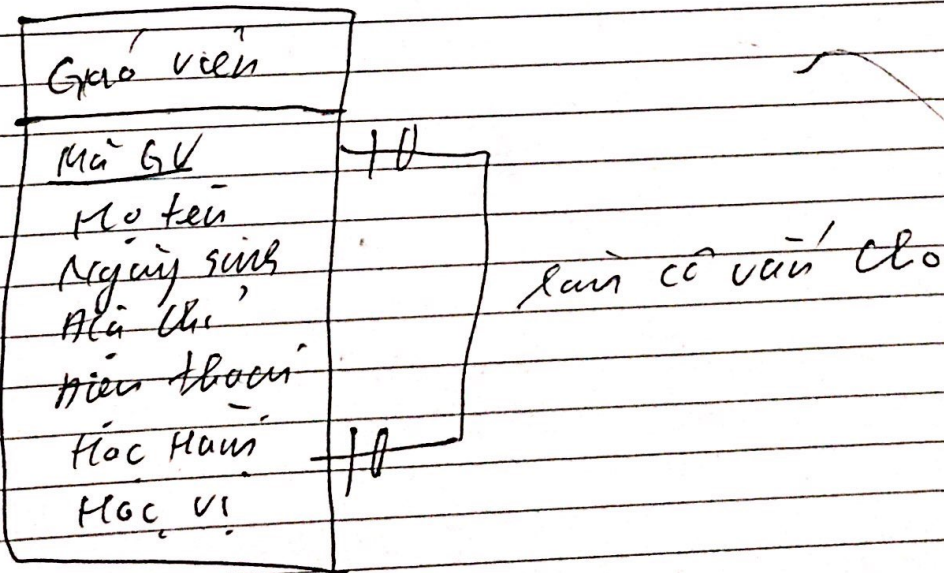 Giáo viên
Mã GV
Họ tên
Ngày sinh
Địa chỉ
Điện thoại
Học Hàm
Học vị
làm cố vấn cho